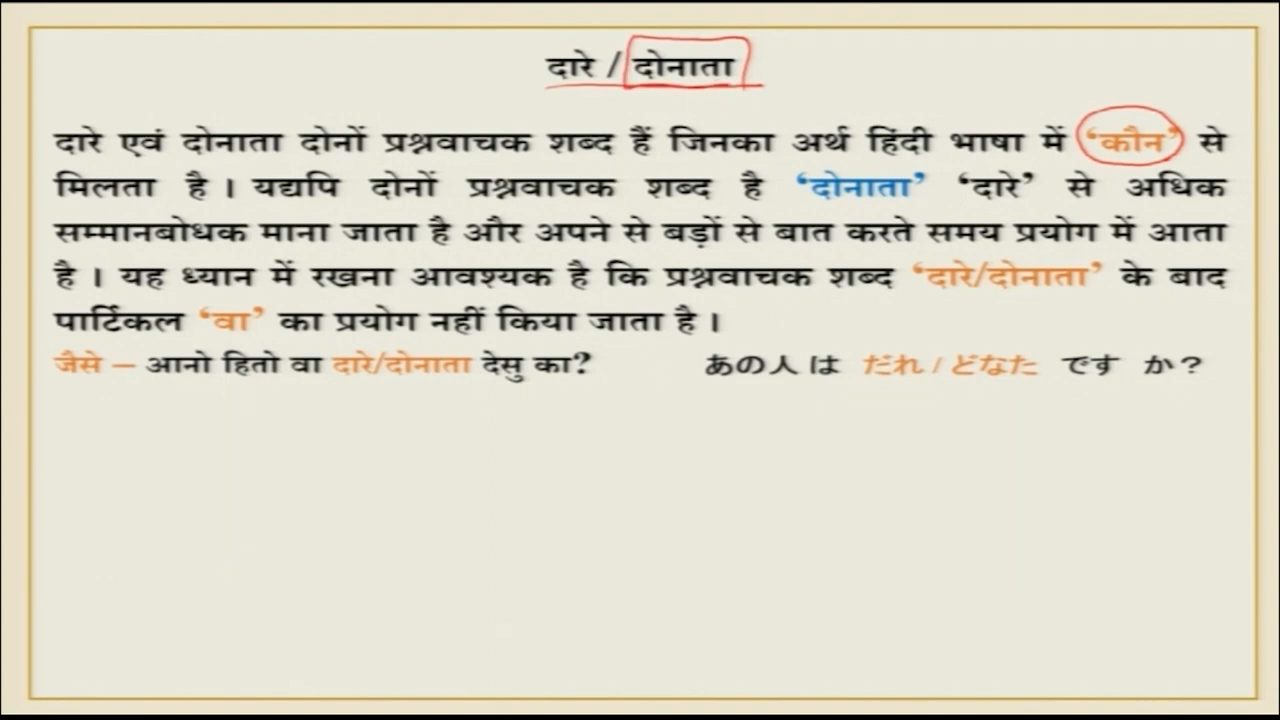 दारे / दोनाता
दारे एवं दोनाता दोनों प्रश्नवाचक शब्द हैं जिनका अर्थ हिंदी भाषा में ‘कौन’ से
मिलता है। यद्यपि दोनों प्रश्नवाचक शब्द है ‘दोनाता’ ‘दारे’ से अधिक
सम्मानबोधक माना जाता है और अपने से बड़ों से बात करते समय प्रयोग में आता
है। यह ध्यान में रखना आवश्यक है कि प्रश्नवाचक शब्द ‘दारे/दोनाता’ के बाद
पार्टिकल ‘वा’ का प्रयोग नहीं किया जाता है।
जैसे – आनो हितो वा दारे/दोनाता देसु का? あの人は だれ / どなた です か?